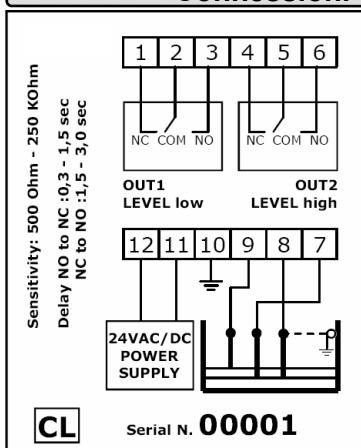 Sensitivity: 500 Ohm - 250 KOhm
Delay NO to NC :0,3 - 1,5 sec
NC to NO :1,5 - 3,0 sec
1 2 3 4 5 6
NC COM NO NC COM NO
OUT1 OUT2
LEVEL low LEVEL high
12 11 10 9 8 7
24VAC/DC
POWER
SUPPLY
CL
Serial N. 00001